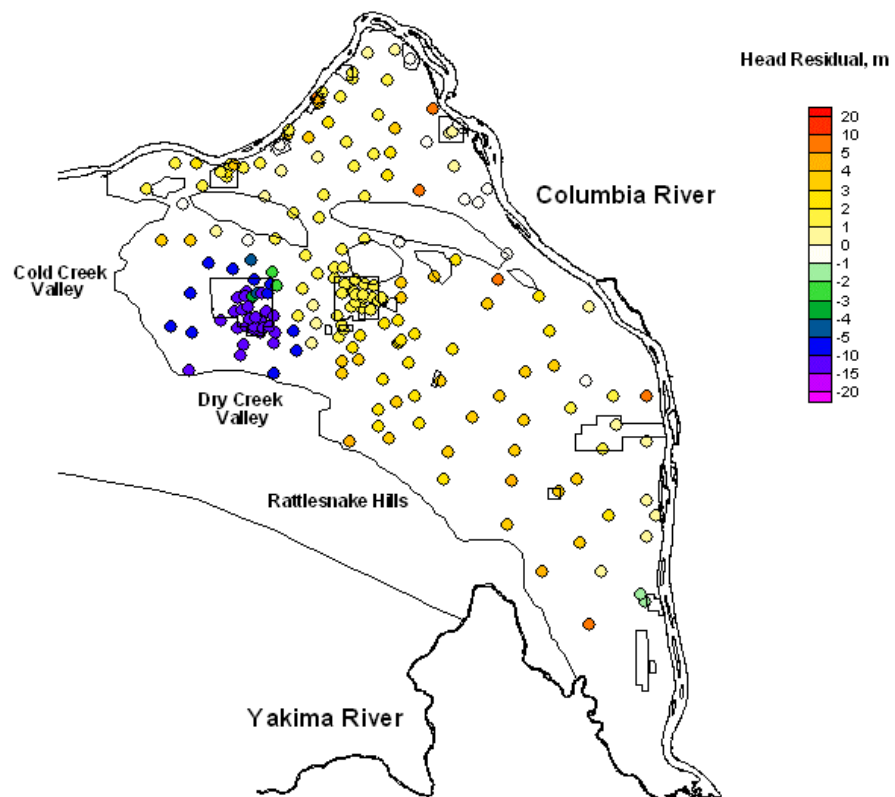 Head Residual, m
20
10
5
4
3
2
1
0
-1
-2
-3
-4
-5
-10
-15
-20
Columbia River
Cold Creek
Valley
Dry Creek
Valley
Rattlesnake Hills
Yakima River